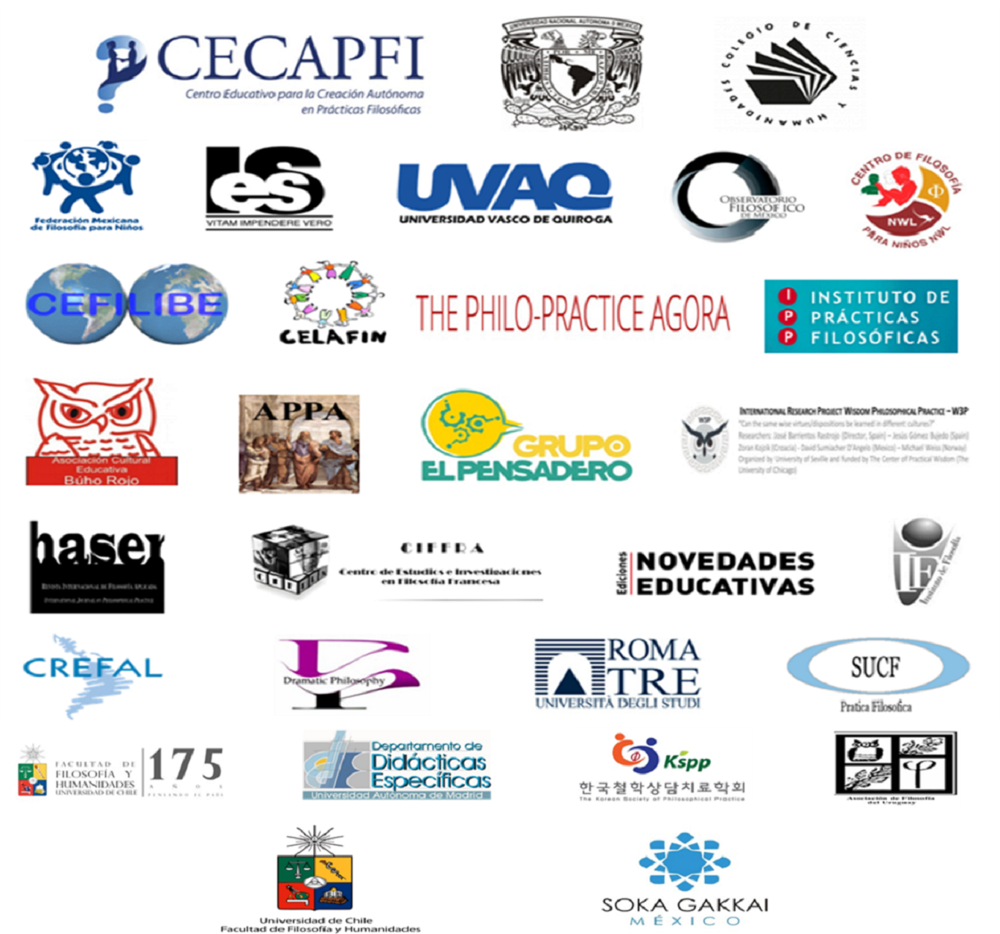 CECAPFI
Centro Educativo para la Creación Autónoma
en Prácticas Filosóficas
UNIVERSIDAD NACIONAL AUTONOMA
COLEGIO DE CIENCIAS Y HUMANIDADES
Federación Mexicana
de Filosofía para Niños
IeS
VITAM IMPENDERE VERO
UVAQ
UNIVERSIDAD VASCO DE QUIROGA
OBSERVATORIO
FILOSOFICO
DE MÉXICO
CENTRO DE FILOSOFÍA
NWL
PARA NIÑOS NWL
CEFILIBE
CELAFIN
THE PHILO-PRACTICE AGORA
I INSTITUTO DE
P PRÁCTICAS
P FILOSÓFICAS
Asociación Cultural
Educativa
Búho Rojo
APPA
GRUPO
EL PENSADERO
W3P
INTERNATIONAL RESEARCH PROJECT WISDOM PHILOSOPHICAL PRACTICE – W3P
"Can the same wise virtues/dispositions be learned in different cultures?"
Researchers: José Barrientos Rastrojo (Director, Spain) – Jesús Gómez Bujedo (Spain)
Zoran Kojcik (Croacia) - David Sumiacher D'Angelo (Mexico) – Michael Weiss (Norway)
Organized by University of Seville and funded by The Center of Practical Wisdom (The
University of Chicago)
haser
REVISTA INTERNACIONAL DE FILOSOFÍA APLICADA
INTERNATIONAL JOURNAL ON PHILOSOPHICAL PRACTICE
CIFFRA
Centro de Estudios e Investigaciones
en Filosofía Francesa
Ediciones
NOVEDADES
EDUCATIVAS
IF
Instituto de Filosofía
CREFAL
Dramatic Philosophy
ROMA
TRE
UNIVERSITÀ DEGLI STUDI
SUCF
Pratica Filosofica
FACULTAD DE
FILOSOFÍA Y
HUMANIDADES
UNIVERSIDAD DE CHILE
175
AÑOS
PENSANDO EL PAÍS
Departamento de
Didácticas
Específicas
Universidad Autónoma de Madrid
Kspp
한국철학상담치료학회
The Korean Society of Philosophical Practice
Asociación de Filosofía
del Uruguay
Universidad de Chile
Facultad de Filosofía y Humanidades
SOKA GAKKAI
MÉXICO